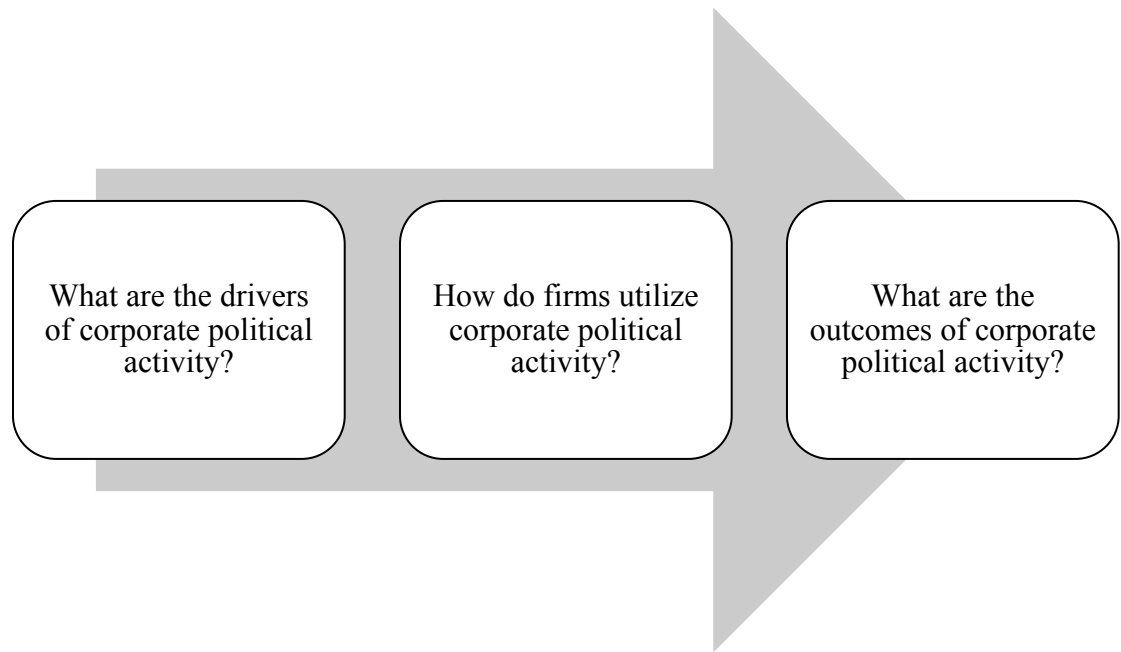 What are the drivers
of corporate political
activity?
How do firms utilize
corporate political
activity?
What are the
outcomes of corporate
political activity?